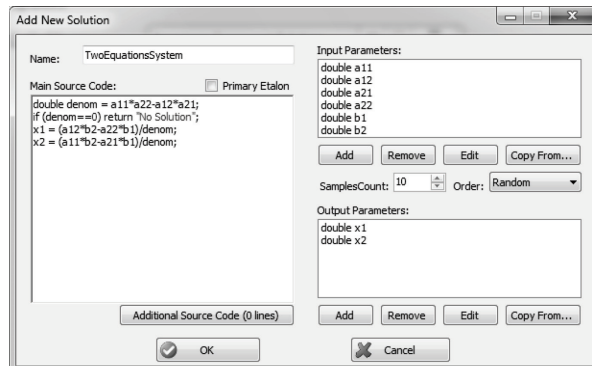 Add New Solution
Name: TwoEquationsSystem
Main Source Code: Primary Etalon
double denom = a11*a22-a12*a21;
if (denom==0) return "No Solution";
x1 = (a12*b2-a22*b1)/denom;
x2 = (a11*b2-a21*b1)/denom;
Additional Source Code (0 lines)
Input Parameters:
double a11
double a12
double a21
double a22
double b1
double b2
Add Remove Edit Copy From...
SamplesCount: 10 Order: Random
Output Parameters:
double x1
double x2
Add Remove Edit Copy From...
OK Cancel